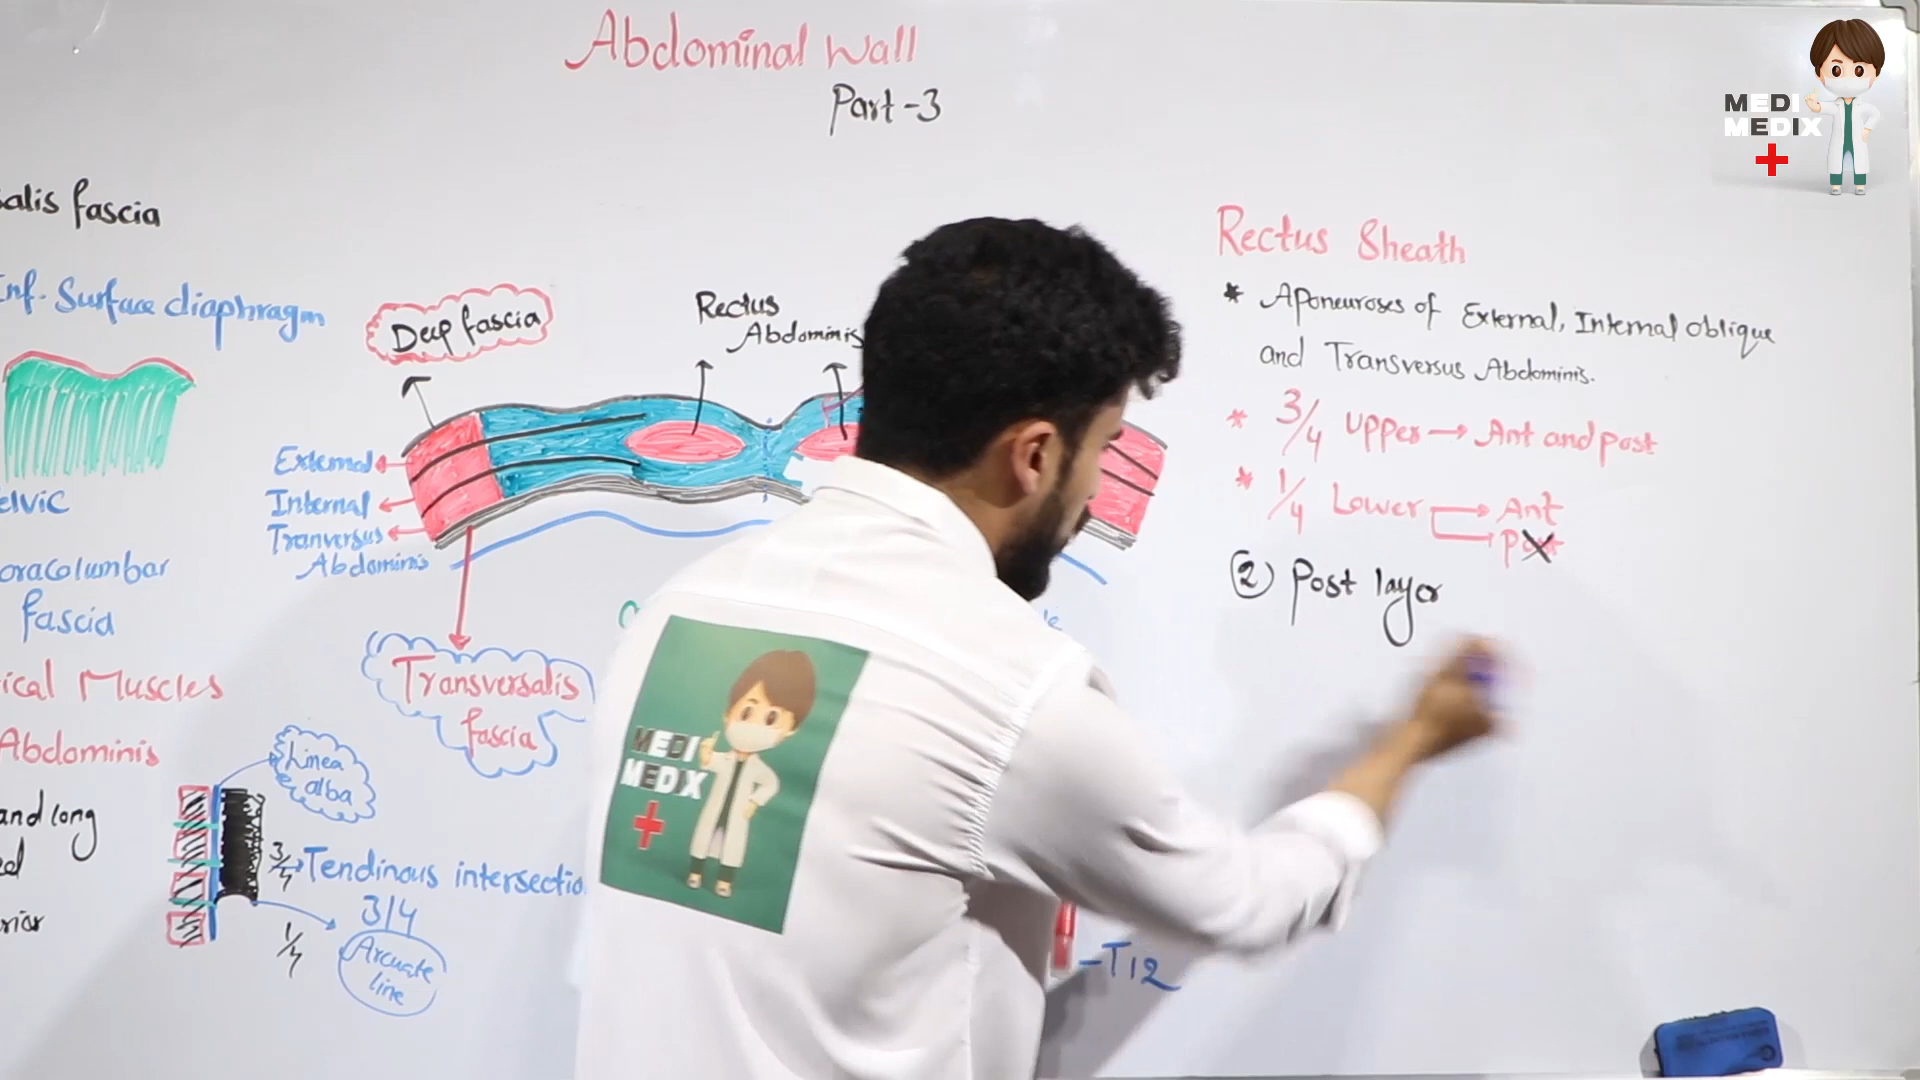 Abdominal Wall
Part-3
MEDI
MEDIX
salis fascia
Inf. Surface diaphragm
elvic
oracolumbar
fascia
ical Muscles
Abdominis
and long
ed
rior
Linea
alba
3/4
Tendinous intersectio
1/4
3/4
Arcuate
line
Deep fascia
Rectus
Abdominis
External
Internal
Tranversus
Abdominis
Transversalis
fascia
MEDI
MEDIX
-T12
Rectus Sheath
* Aponeuroses of External, Internal oblique
and Transversus Abdominis.
* 3/4 upper → Ant and post
* 1/4 Lower → Ant
post
(2) Post layer